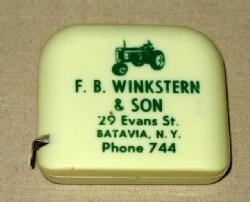 F. B. WINKSTERN
& SON
29 Evans St.
BATAVIA, N. Y.
Phone 744